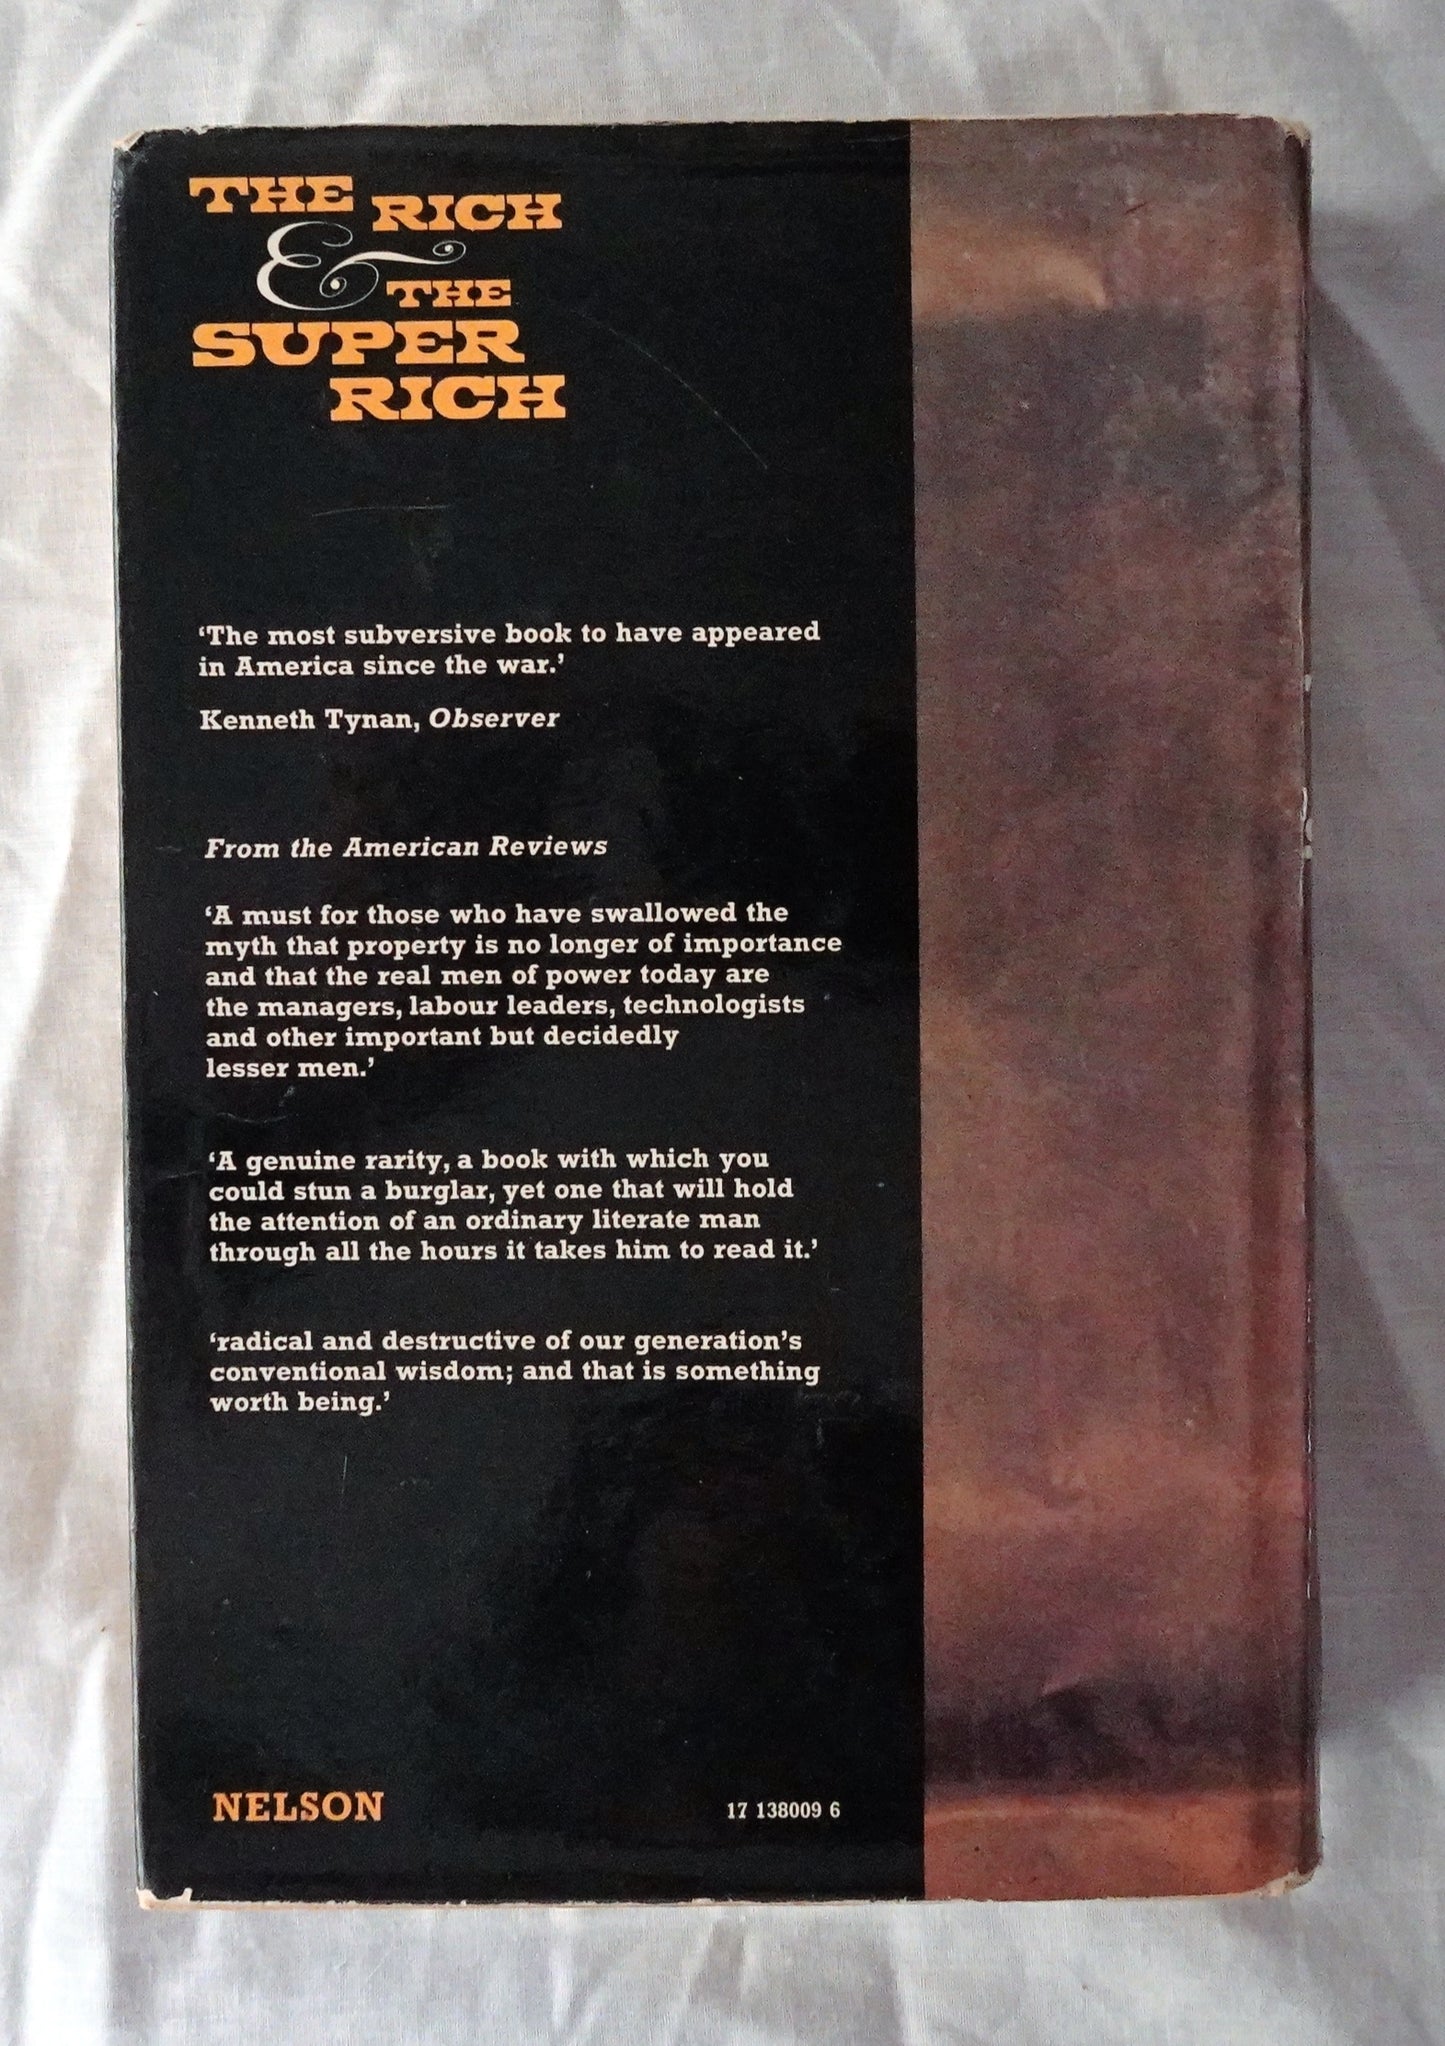 THE RICH
& THE
SUPER
RICH
‘The most subversive book to have appeared
in America since the war.’
Kenneth Tynan, Observer
From the American Reviews
‘A must for those who have swallowed the
myth that property is no longer of importance
and that the real men of power today are
the managers, labour leaders, technologists
and other important but decidedly
lesser men.’
‘A genuine rarity, a book with which you
could stun a burglar, yet one that will hold
the attention of an ordinary literate man
through all the hours it takes him to read it.’
‘radical and destructive of our generation’s
conventional wisdom; and that is something
worth being.’
NELSON
17 138009 6